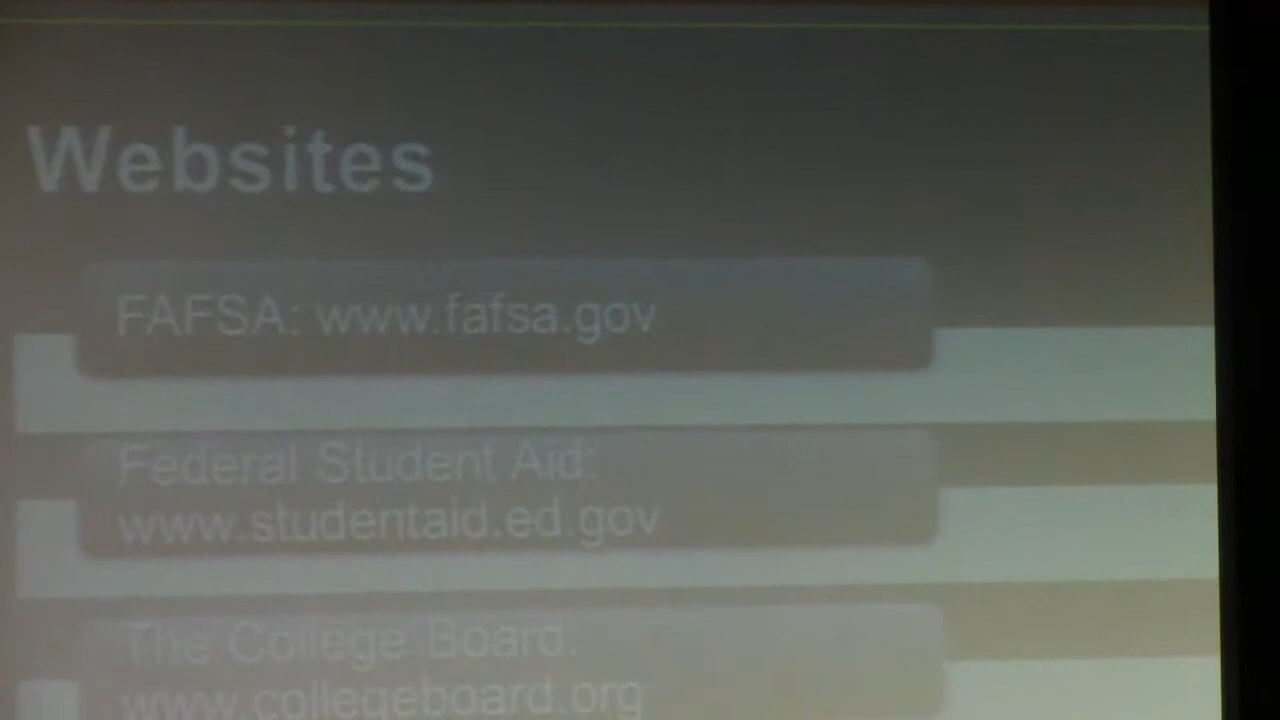 Websites
FAFSA: www.fafsa.gov
Federal Student Aid:
www.studentaid.ed.gov
The College Board:
www.collegeboard.org